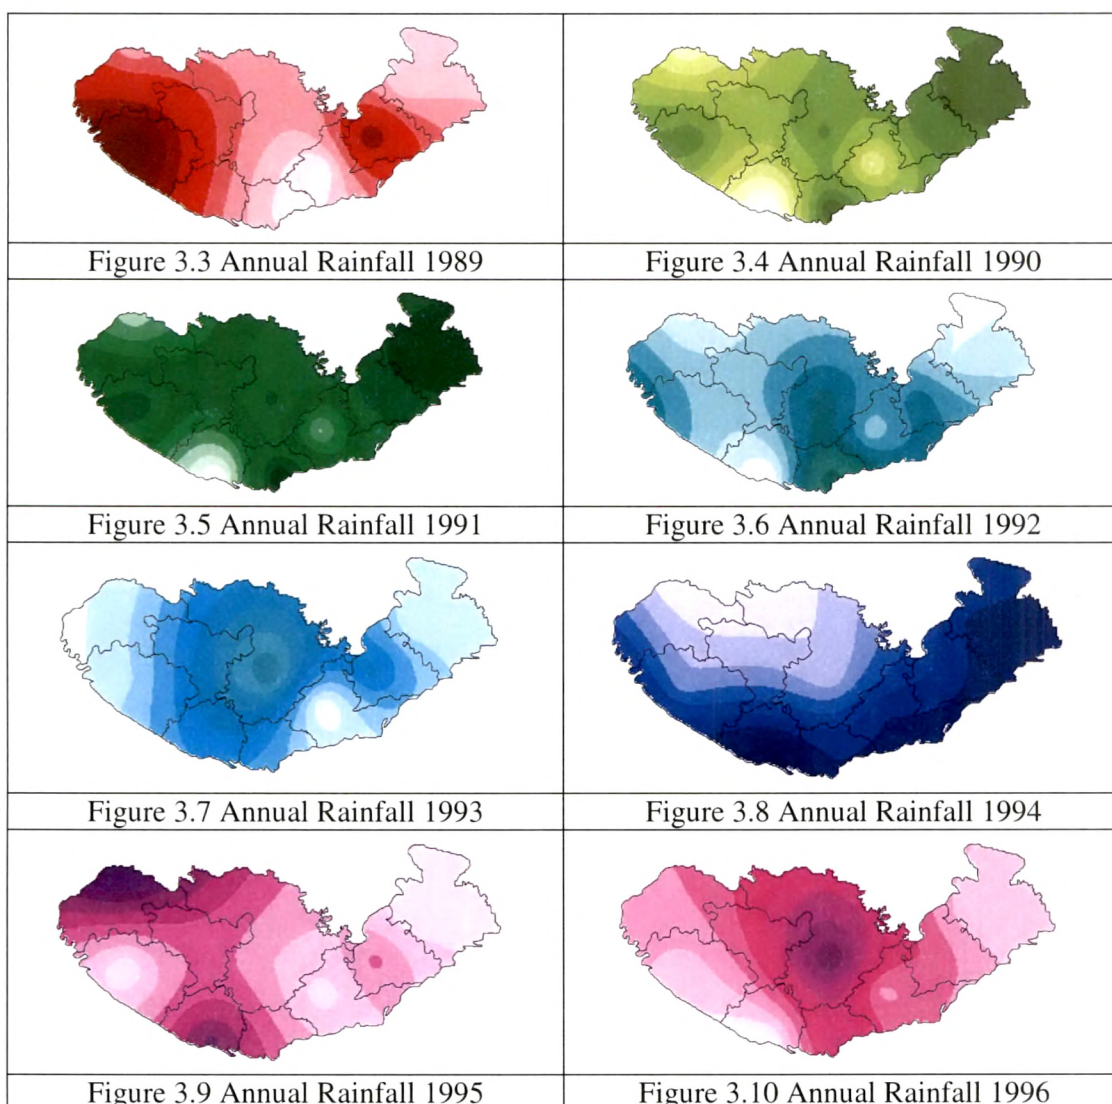 Figure 3.3 Annual Rainfall 1989
Figure 3.4 Annual Rainfall 1990
Figure 3.5 Annual Rainfall 1991
Figure 3.6 Annual Rainfall 1992
Figure 3.7 Annual Rainfall 1993
Figure 3.8 Annual Rainfall 1994
Figure 3.9 Annual Rainfall 1995
Figure 3.10 Annual Rainfall 1996